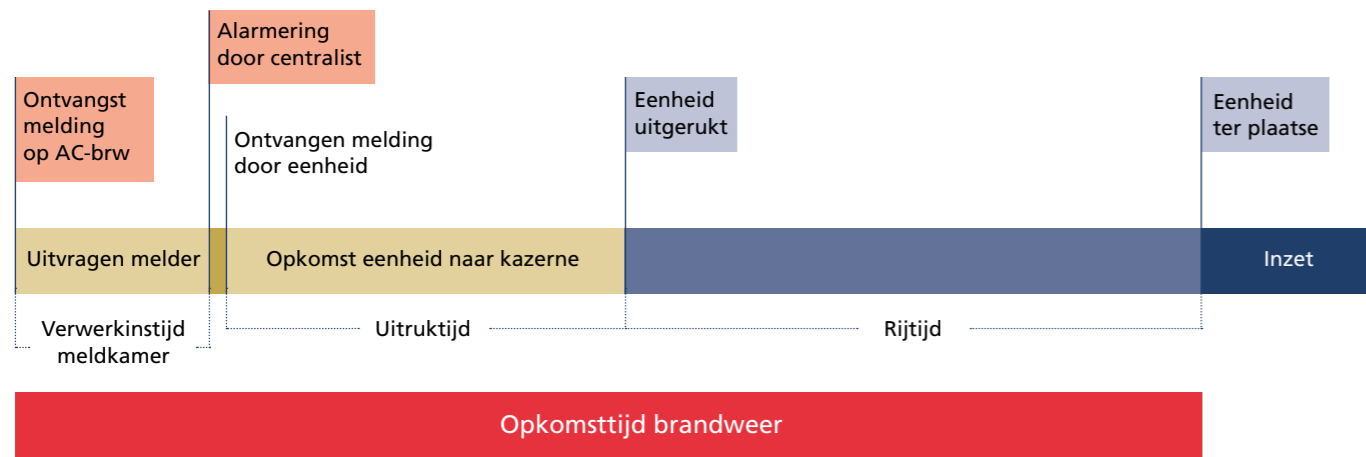 Alarmering
door centralist
Ontvangst
melding
op AC-brw
Ontvangen melding
door eenheid
Eenheid
uitgerukt
Eenheid
ter plaatse
Uitvragen melder
Opkomst eenheid naar kazerne
Inzet
Verwerkinstijd
meldkamer
Uitruktijd
Rijtijd
Opkomsttijd brandweer